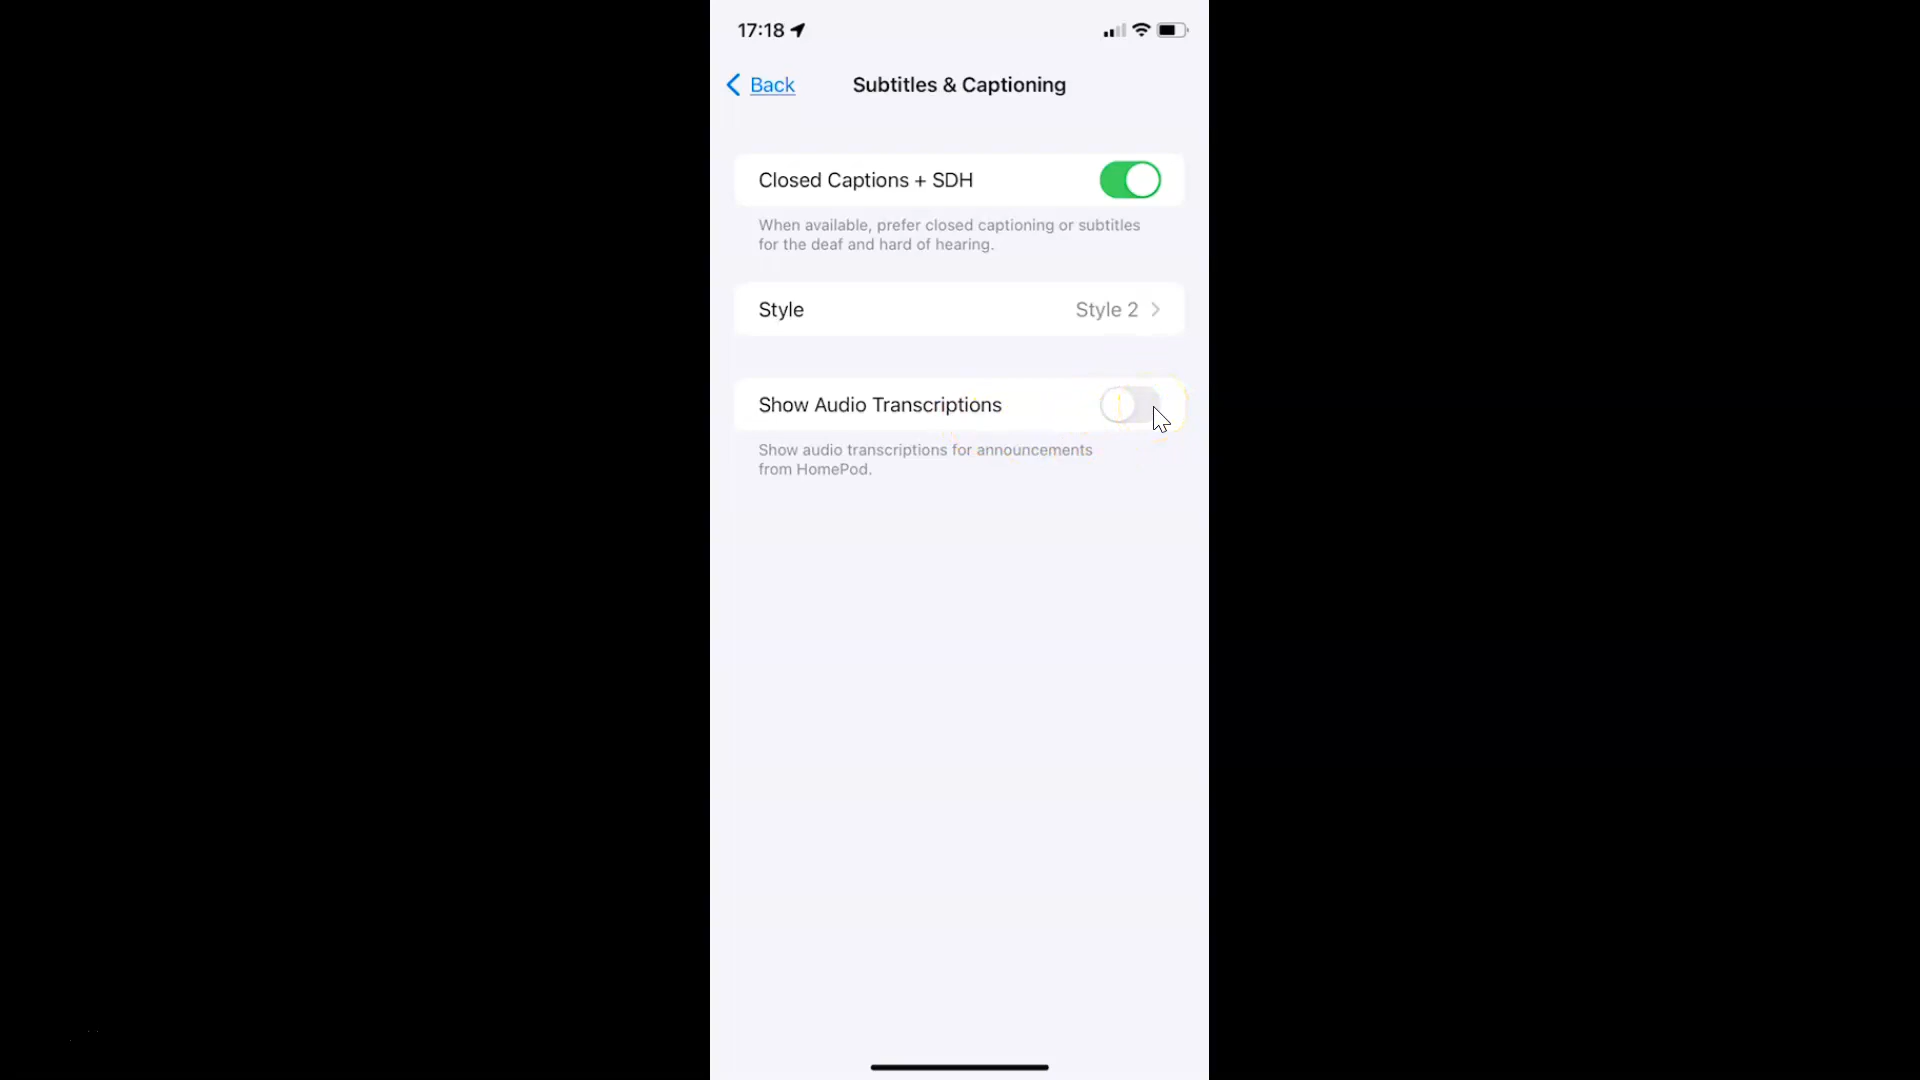 17:18
Back
Subtitles & Captioning
Closed Captions + SDH
When available, prefer closed captioning or subtitles
for the deaf and hard of hearing.
Style
Style 2
Show Audio Transcriptions
Show audio transcriptions for announcements
from HomePod.